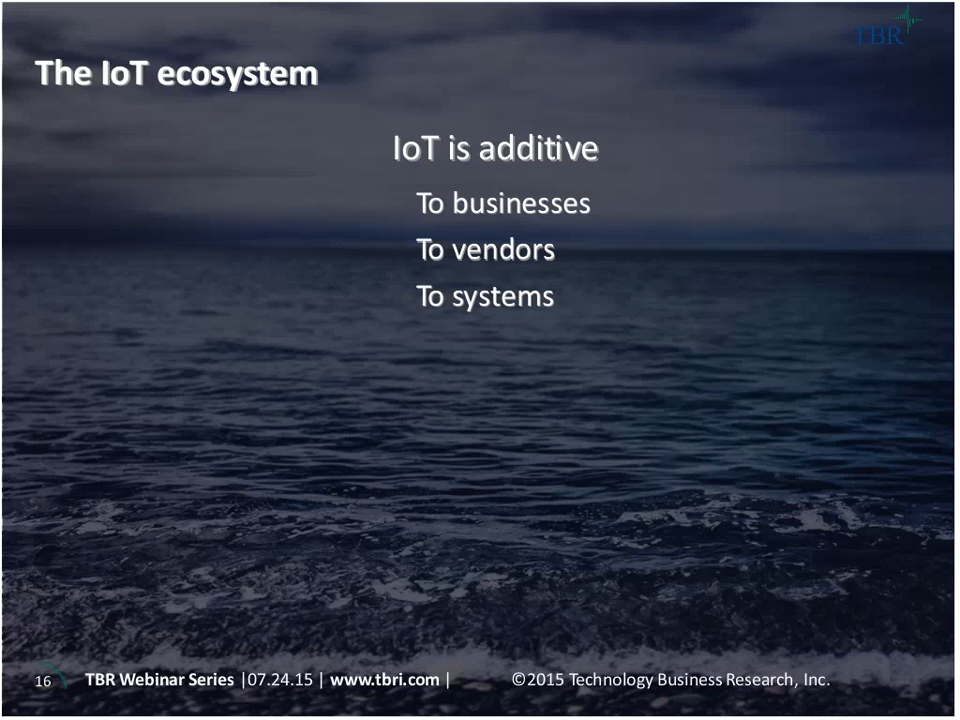 TBR
The IoT ecosystem
IoT is additive
To businesses
To vendors
To systems
16 TBR Webinar Series |07.24.15 | www.tbri.com | ©2015 Technology Business Research, Inc.